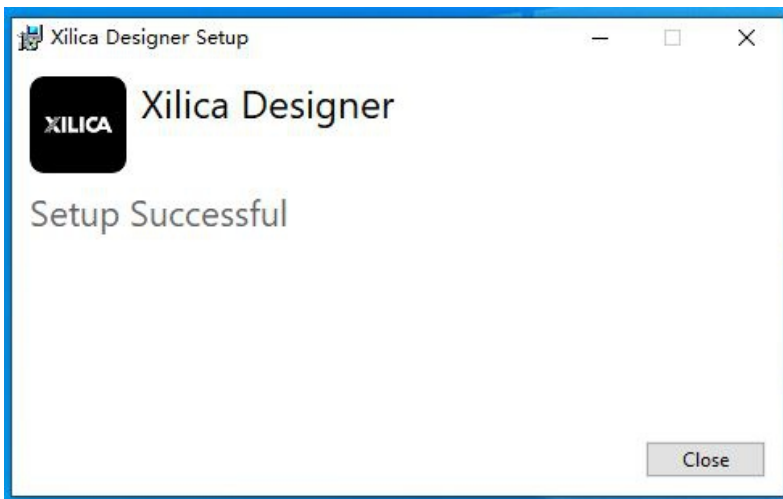 Xilica Designer Setup
XILICA
Xilica Designer
Setup Successful
Close